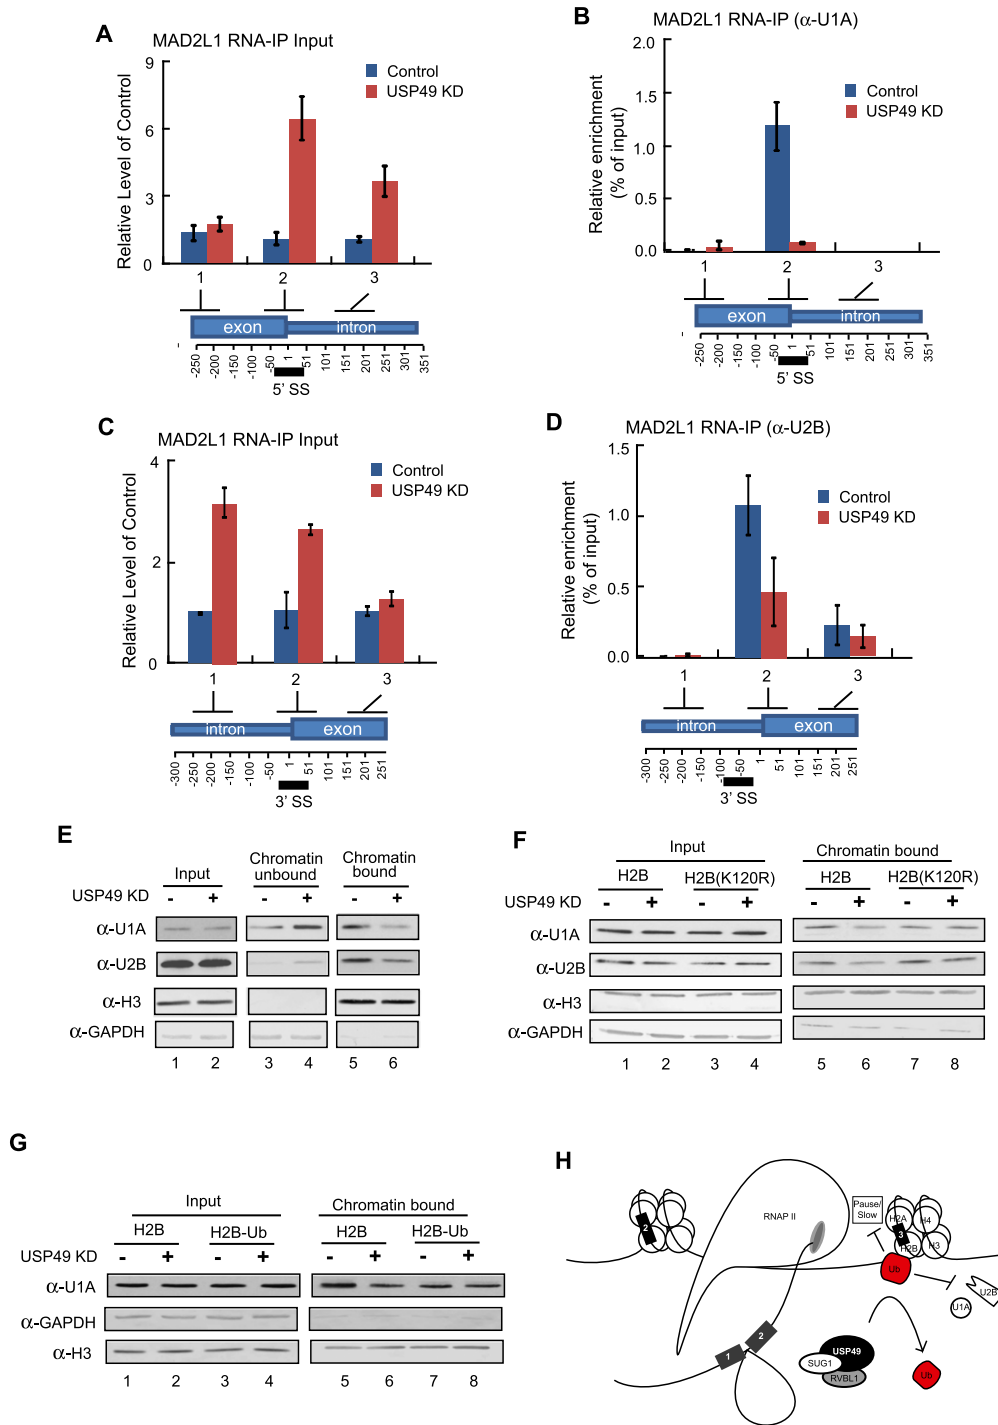 A
MAD2L1 RNA-IP Input
Relative Level of Control
9
6
3
0
Control
USP49 KD
1 2 3
exon intron
-250 -200 -150 -100 -50 1 51 101 151 201 251 301 351
5' SS
B
MAD2L1 RNA-IP (α-U1A)
Relative enrichment
(% of input)
2.0
1.5
1.0
0.5
0.0
Control
USP49 KD
1 2 3
exon intron
-250 -200 -150 -100 -50 1 51 101 151 201 251 301 351
5' SS
C
MAD2L1 RNA-IP Input
Relative Level of Control
4
2
0
Control
USP49 KD
1 2 3
intron exon
-300 -250 -200 -150 -100 -50 1 51 101 151 201 251
3' SS
D
MAD2L1 RNA-IP (α-U2B)
Relative enrichment
(% of input)
1.5
1.0
0.5
0.0
Control
USP49 KD
1 2 3
intron exon
-300 -250 -200 -150 -100 -50 1 51 101 151 201 251
3' SS
E
Input Chromatin unbound Chromatin bound
USP49 KD - + - + - +
α-U1A
α-U2B
α-H3
α-GAPDH
1 2 3 4 5 6
F
Input Chromatin bound
H2B H2B(K120R) H2B H2B(K120R)
USP49 KD - + - + - + - +
α-U1A
α-U2B
α-H3
α-GAPDH
1 2 3 4 5 6 7 8
G
Input Chromatin bound
H2B H2B-Ub H2B H2B-Ub
USP49 KD - + - + - + - +
α-U1A
α-GAPDH
α-H3
1 2 3 4 5 6 7 8
H
2
RNAP II
Pause/
Slow
H2A H4
3
H2B H3
Ub
U2B
U1A
1 2
USP49
SUG1
RVBL1
Ub